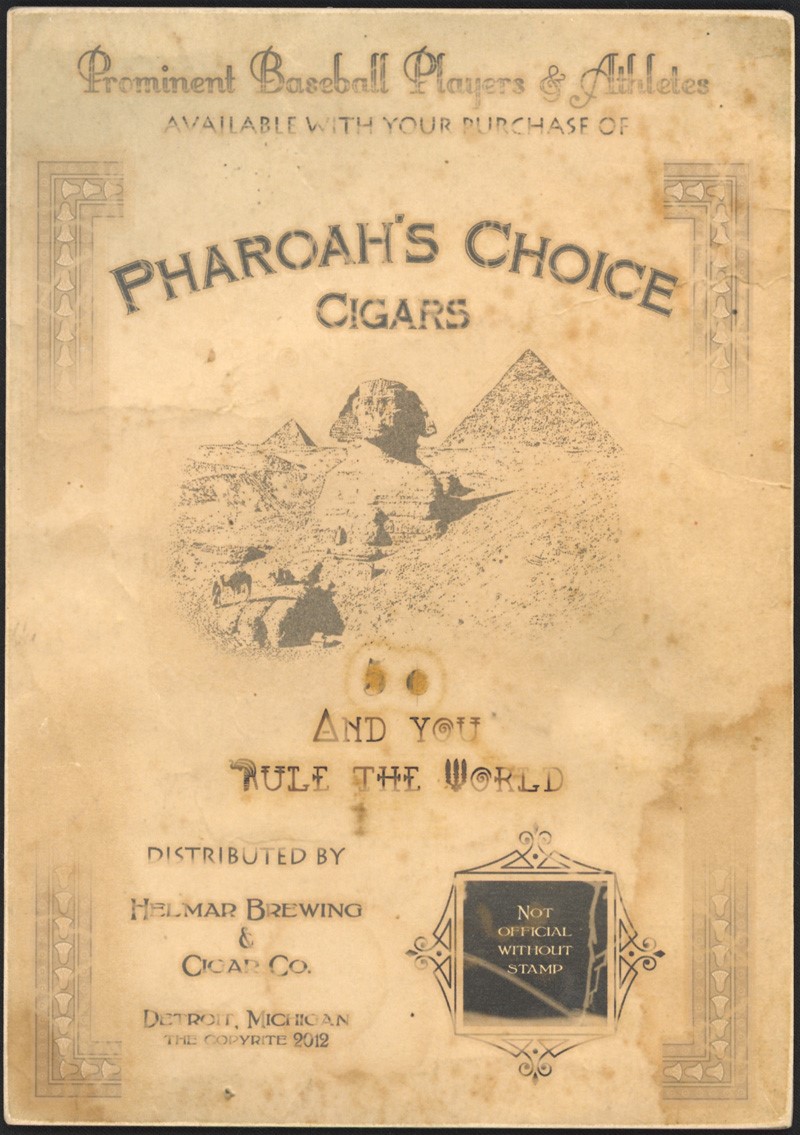 Prominent Baseball Players & Athletes
AVAILABLE WITH YOUR PURCHASE OF
PHAROAH'S CHOICE
CIGARS
5¢
AND YOU
RULE THE WORLD
DISTRIBUTED BY
HELMAR BREWING
&
CIGAR CO.
DETROIT, MICHIGAN
THE COPYRITE 2012
NOT
OFFICIAL
WITHOUT
STAMP